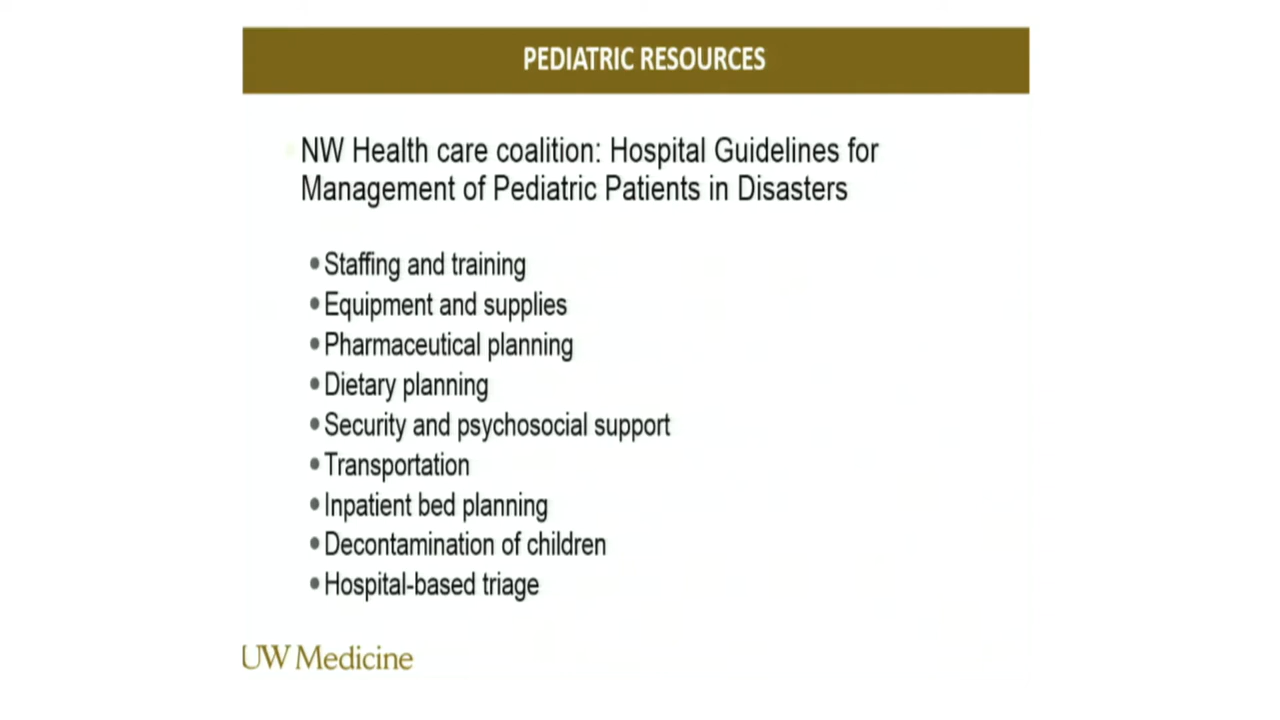 PEDIATRIC RESOURCES
NW Health care coalition: Hospital Guidelines for
Management of Pediatric Patients in Disasters
• Staffing and training
• Equipment and supplies
• Pharmaceutical planning
• Dietary planning
• Security and psychosocial support
• Transportation
• Inpatient bed planning
• Decontamination of children
• Hospital-based triage
UW Medicine